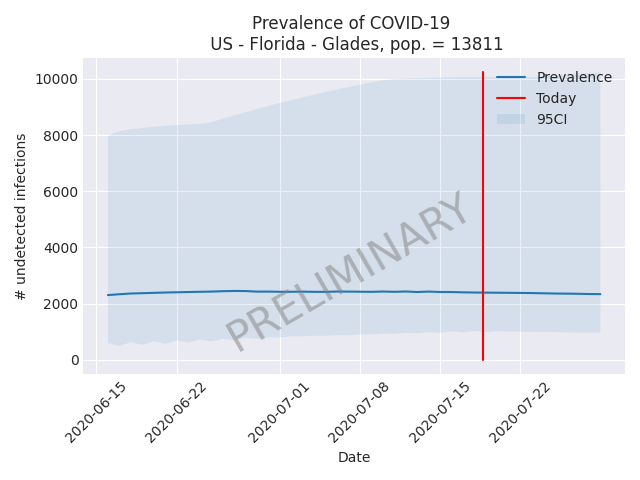 Prevalence of COVID-19
US - Florida - Glades, pop. = 13811
10000
8000
6000
4000
2000
0
# undetected infections
Prevalence
Today
95CI
PRELIMINARY
2020-06-15
2020-06-22
2020-07-01
2020-07-08
2020-07-15
2020-07-22
Date